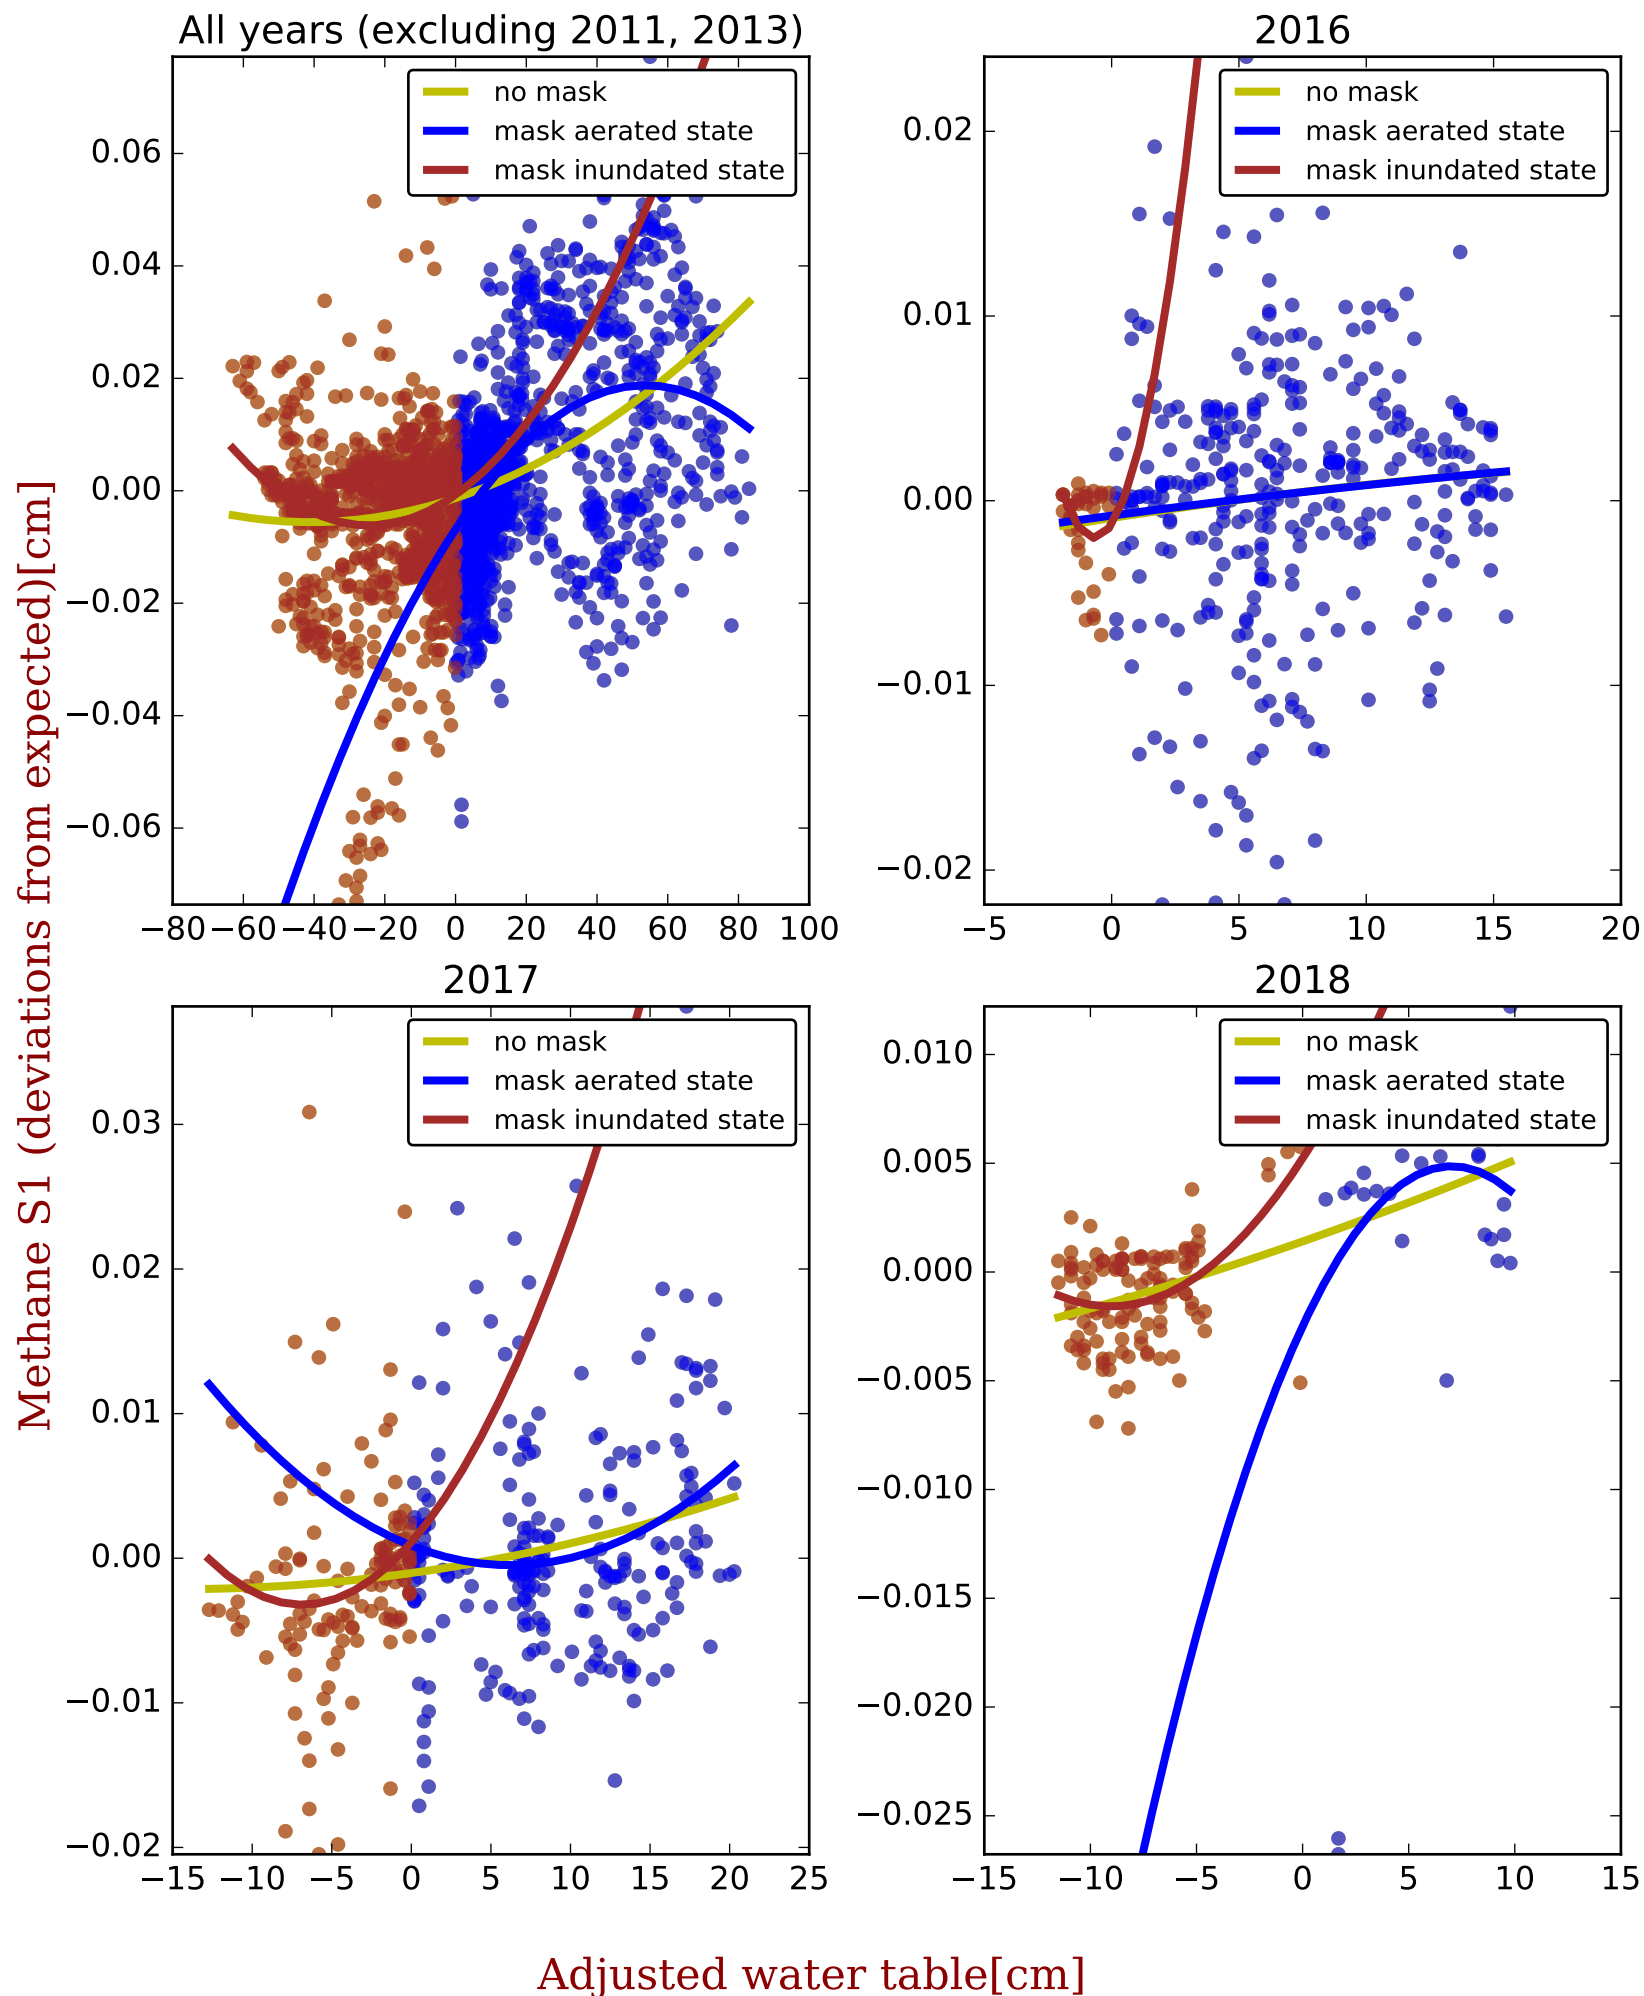 All years (excluding 2011, 2013)
no mask
mask aerated state
mask inundated state
0.06
0.04
0.02
0.00
−0.02
−0.04
−0.06
−80 −60 −40 −20 0 20 40 60 80 100
2016
no mask
mask aerated state
mask inundated state
0.02
0.01
0.00
−0.01
−0.02
−5 0 5 10 15 20
2017
no mask
mask aerated state
mask inundated state
0.03
0.02
0.01
0.00
−0.01
−0.02
−15 −10 −5 0 5 10 15 20 25
2018
no mask
mask aerated state
mask inundated state
0.010
0.005
0.000
−0.005
−0.010
−0.015
−0.020
−0.025
−15 −10 −5 0 5 10 15
Methane S1 (deviations from expected)[cm]
Adjusted water table[cm]